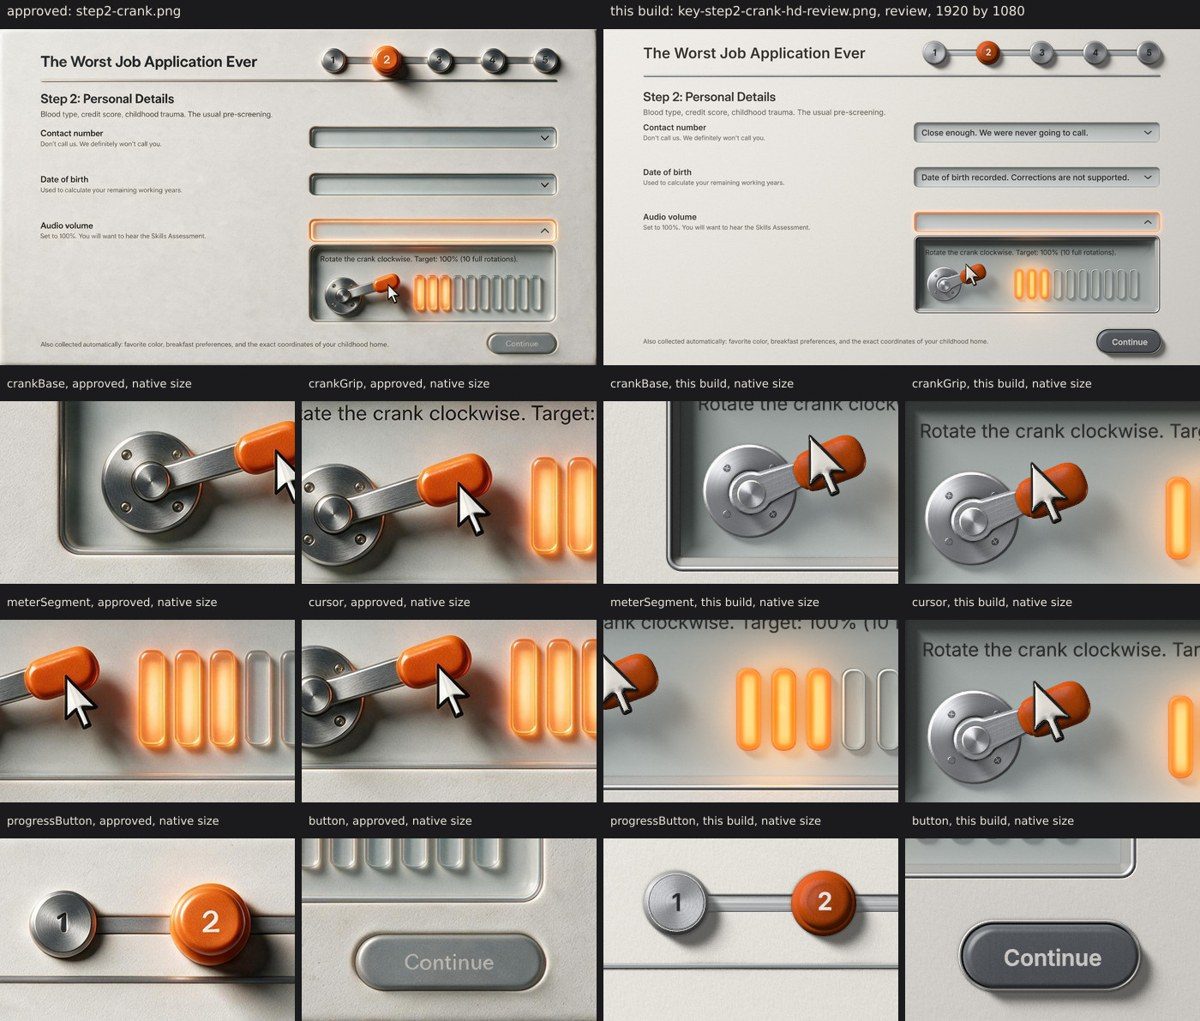 approved: step2-crank.png
this build: key-step2-crank-hd-review.png, review, 1920 by 1080
The Worst Job Application Ever
1 2 3 4 5
Step 2: Personal Details
Blood type, credit score, childhood trauma. The usual pre-screening.
Contact number
Don't call us. We definitely won't call you.
Date of birth
Used to calculate your remaining working years.
Audio volume
Set to 100%. You will want to hear the Skills Assessment.
Rotate the crank clockwise. Target: 100% (10 full rotations).
Also collected automatically: favorite color, breakfast preferences, and the exact coordinates of your childhood home.
Continue
The Worst Job Application Ever
1 2 3 4 5
Step 2: Personal Details
Blood type, credit score, childhood trauma. The usual pre-screening.
Contact number
Don't call us. We definitely won't call you.
Close enough. We were never going to call.
Date of birth
Used to calculate your remaining working years.
Date of birth recorded. Corrections are not supported.
Audio volume
Set to 100%. You will want to hear the Skills Assessment.
Rotate the crank clockwise. Target: 100% (10 full rotations).
Also collected automatically: favorite color, breakfast preferences, and the exact coordinates of your childhood home.
Continue
crankBase, approved, native size
crankGrip, approved, native size
crankBase, this build, native size
crankGrip, this build, native size
tate the crank clockwise. Target:
Rotate the crank clock
Rotate the crank clockwise. Tar
meterSegment, approved, native size
cursor, approved, native size
meterSegment, this build, native size
cursor, this build, native size
ank clockwise. Target: 100% (10
Rotate the crank clockwise. Tar
progressButton, approved, native size
button, approved, native size
progressButton, this build, native size
button, this build, native size
1 2
Continue
1 2
Continue